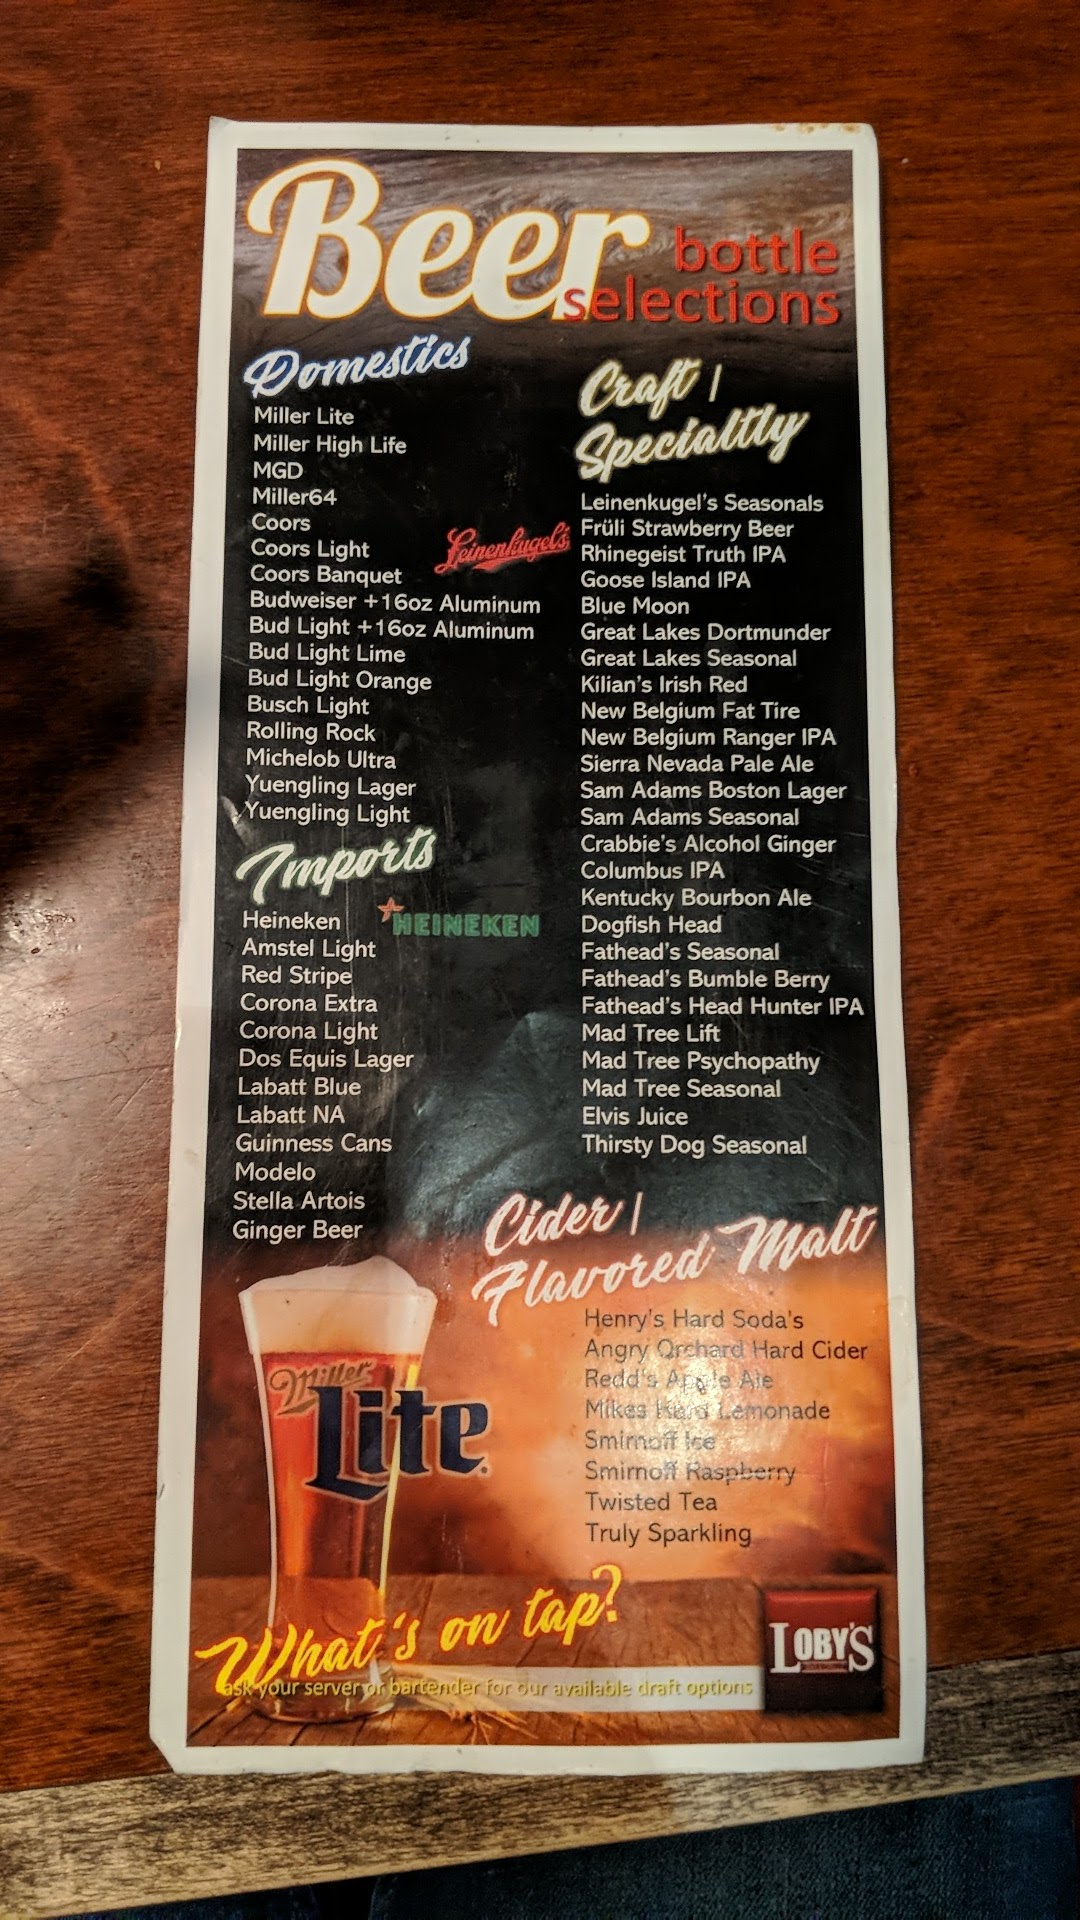 Beer
bottle
selections
Domestics
Miller Lite
Miller High Life
MGD
Miller64
Coors
Coors Light
Coors Banquet
Budweiser +16oz Aluminum
Bud Light +16oz Aluminum
Bud Light Lime
Bud Light Orange
Busch Light
Rolling Rock
Michelob Ultra
Yuengling Lager
Yuengling Light
Leinenkugel's
Imports
Heineken
Amstel Light
Red Stripe
Corona Extra
Corona Light
Dos Equis Lager
Labatt Blue
Labatt NA
Guinness Cans
Modelo
Stella Artois
Ginger Beer
HEINEKEN
Craft |
Specialtly
Leinenkugel's Seasonals
Früli Strawberry Beer
Rhinegeist Truth IPA
Goose Island IPA
Blue Moon
Great Lakes Dortmunder
Great Lakes Seasonal
Kilian's Irish Red
New Belgium Fat Tire
New Belgium Ranger IPA
Sierra Nevada Pale Ale
Sam Adams Boston Lager
Sam Adams Seasonal
Crabbie's Alcohol Ginger
Columbus IPA
Kentucky Bourbon Ale
Dogfish Head
Fathead's Seasonal
Fathead's Bumble Berry
Fathead's Head Hunter IPA
Mad Tree Lift
Mad Tree Psychopathy
Mad Tree Seasonal
Elvis Juice
Thirsty Dog Seasonal
Cider |
Flavored Malt
Henry's Hard Soda's
Angry Orchard Hard Cider
Redd's Apple Ale
Mikes Hard Lemonade
Smirnoff Ice
Smirnoff Raspberry
Twisted Tea
Truly Sparkling
Miller
Lite
What's on tap?
ask your server or bartender for our available draft options
LOBY'S